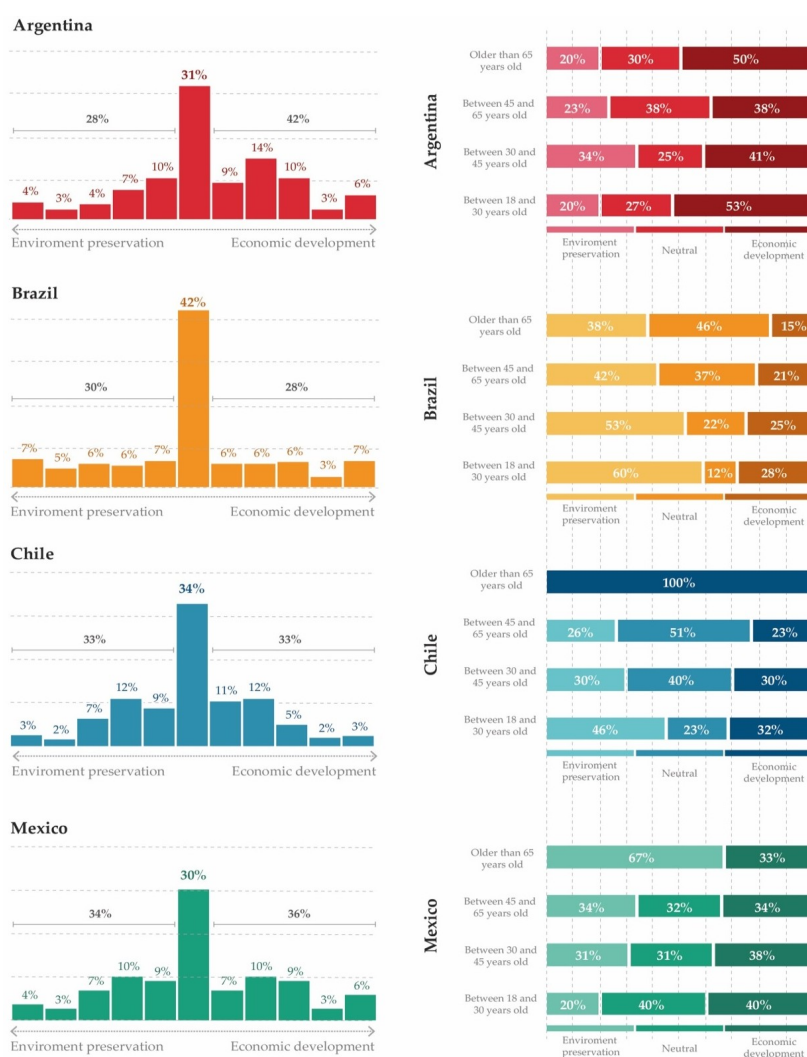 Argentina
31%
28%
42%
4%
3%
4%
7%
10%
9%
14%
10%
3%
6%
Enviroment preservation
Economic development
Argentina
Older than 65
years old
20%
30%
50%
Between 45 and
65 years old
23%
38%
38%
Between 30 and
45 years old
34%
25%
41%
Between 18 and
30 years old
20%
27%
53%
Enviroment
preservation
Neutral
Economic
development
Brazil
42%
30%
28%
7%
5%
6%
6%
7%
6%
6%
6%
3%
7%
Enviroment preservation
Economic development
Brazil
Older than 65
years old
38%
46%
15%
Between 45 and
65 years old
42%
37%
21%
Between 30 and
45 years old
53%
22%
25%
Between 18 and
30 years old
60%
12%
28%
Enviroment
preservation
Neutral
Economic
development
Chile
34%
33%
33%
3%
2%
7%
12%
9%
11%
12%
5%
2%
3%
Enviroment preservation
Economic development
Chile
Older than 65
years old
100%
Between 45 and
65 years old
26%
51%
23%
Between 30 and
45 years old
30%
40%
30%
Between 18 and
30 years old
46%
23%
32%
Enviroment
preservation
Neutral
Economic
development
Mexico
30%
34%
36%
4%
3%
7%
10%
9%
7%
10%
9%
3%
6%
Enviroment preservation
Economic development
Mexico
Older than 65
years old
67%
33%
Between 45 and
65 years old
34%
32%
34%
Between 30 and
45 years old
31%
31%
38%
Between 18 and
30 years old
20%
40%
40%
Enviroment
preservation
Neutral
Economic
development